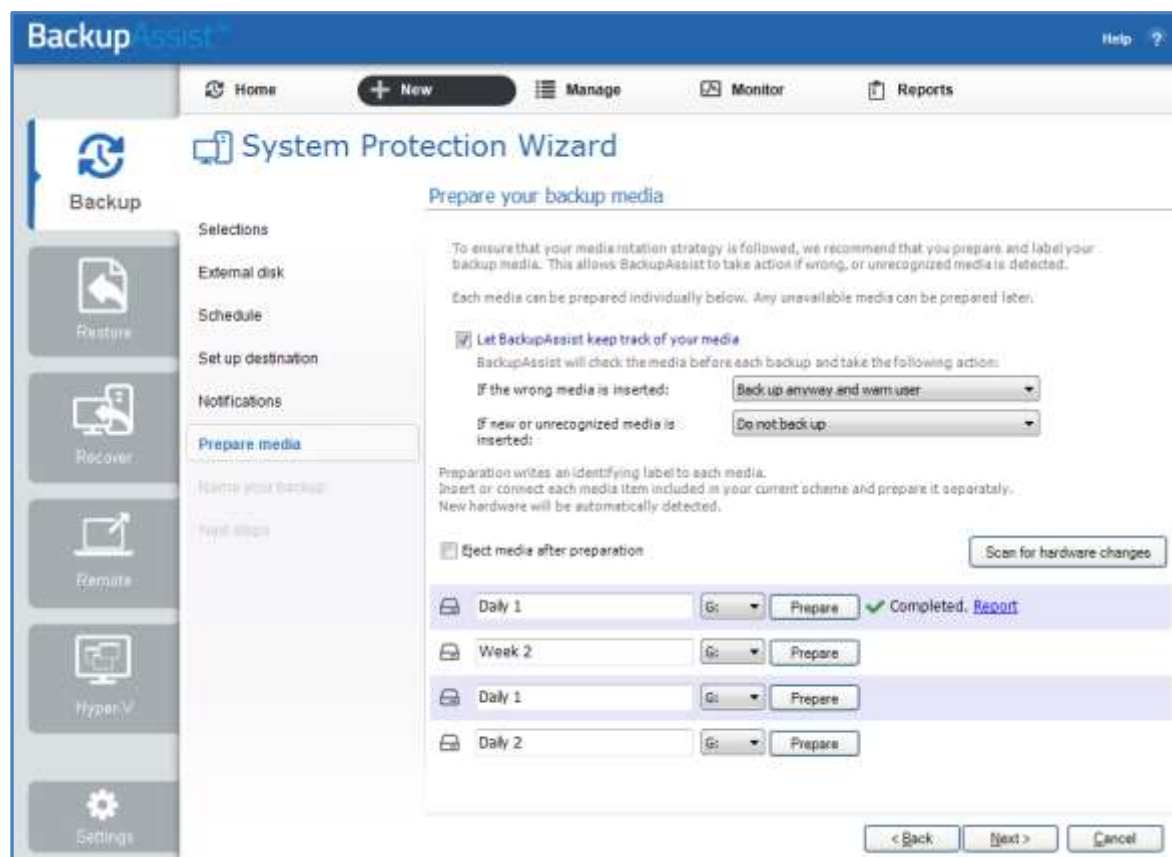 BackupAssist
Help ?
Home
New
Manage
Monitor
Reports
Backup
Restore
Recover
Remote
Hyper-V
Settings
System Protection Wizard
Selections
External disk
Schedule
Set up destination
Notifications
Prepare media
Name your backup
Next steps
Prepare your backup media
To ensure that your media rotation strategy is followed, we recommend that you prepare and label your
backup media. This allows BackupAssist to take action if wrong, or unrecognized media is detected.
Each media can be prepared individually below. Any unavailable media can be prepared later.
Let BackupAssist keep track of your media
BackupAssist will check the media before each backup and take the following action:
If the wrong media is inserted: Back up anyway and warn user
If new or unrecognized media is Do not back up
inserted:
Preparation writes an identifying label to each media.
Insert or connect each media item included in your current scheme and prepare it separately.
New hardware will be automatically detected.
Eject media after preparation Scan for hardware changes
Daily 1 G: Prepare Completed. Report
Week 2 G: Prepare
Daily 1 G: Prepare
Daily 2 G: Prepare
< Back Next > Cancel